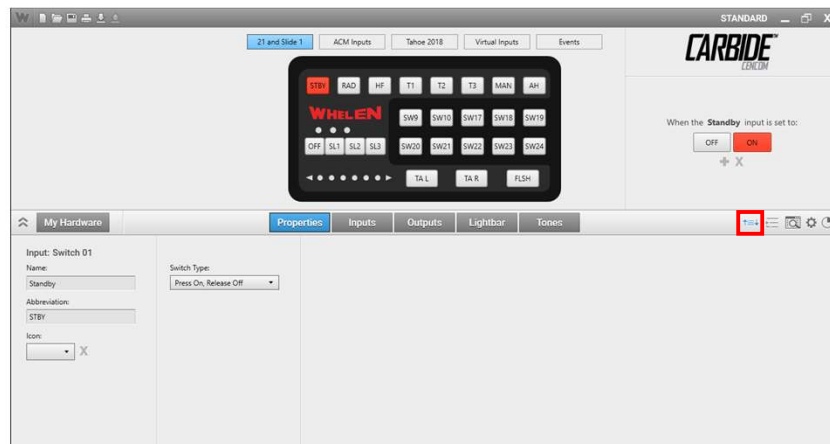 W STANDARD X
21 and Slide 1 ACM Inputs Tahoe 2018 Virtual Inputs Events
CARBIDE™
CENCOM
STBY RAD HF T1 T2 T3 MAN AH
WHELEN
SW9 SW10 SW17 SW18 SW19
OFF SL1 SL2 SL3 SW20 SW21 SW22 SW23 SW24
TA L TA R FLSH
When the Standby input is set to:
OFF ON
+ X
My Hardware Properties Inputs Outputs Lightbar Tones
Input: Switch 01
Name: Switch Type:
Standby Press On, Release Off
Abbreviation:
STBY
Icon:
X